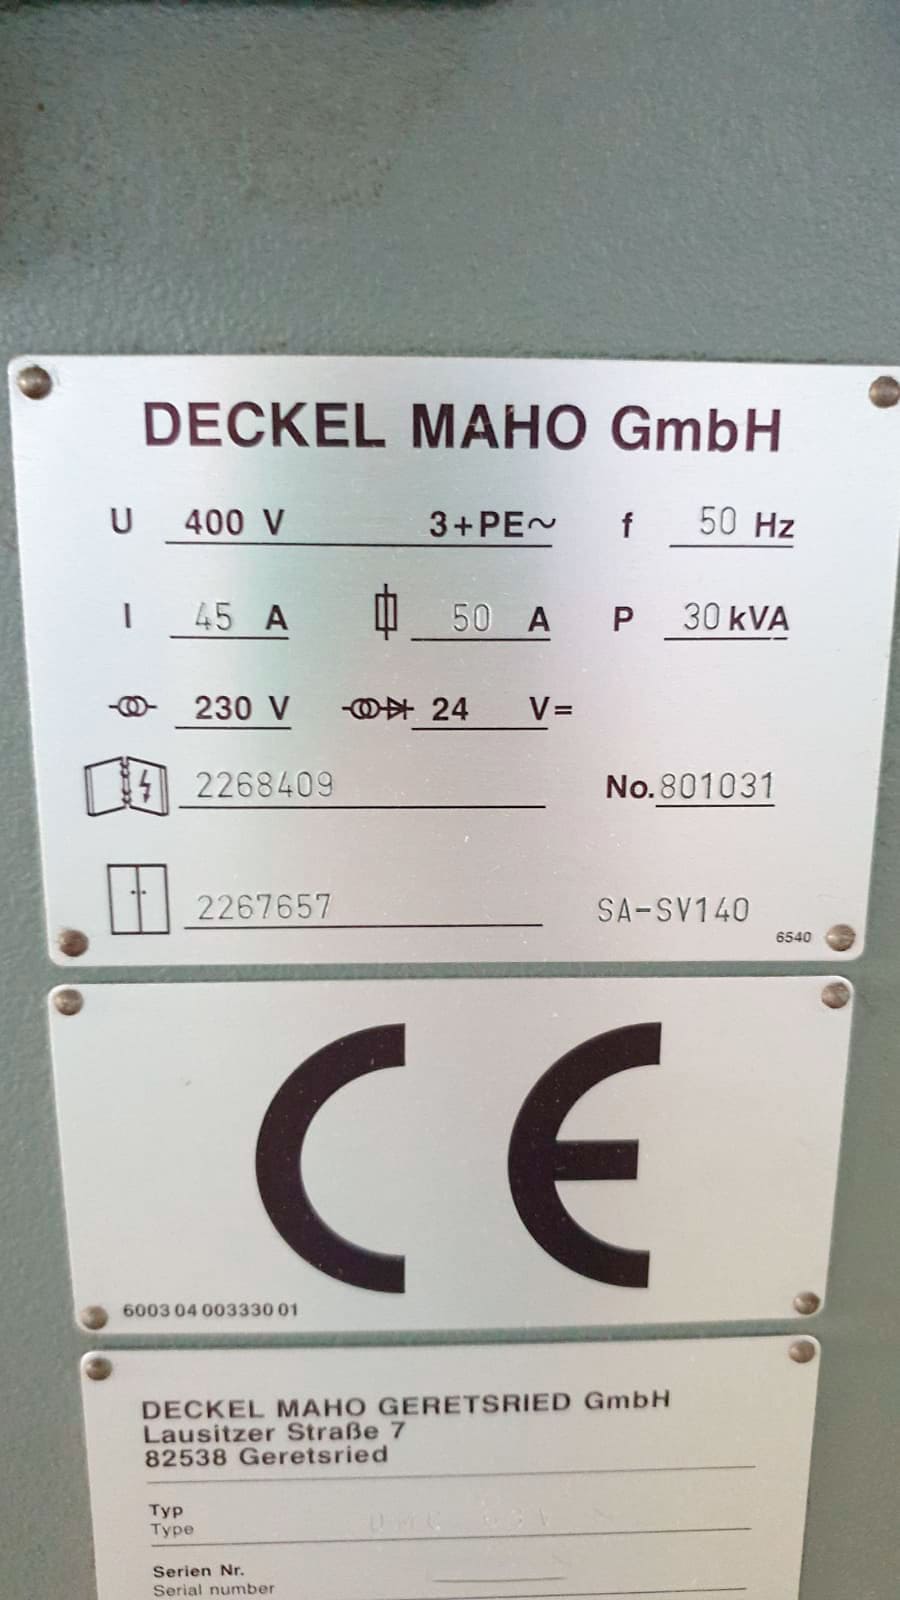 DECKEL MAHO GmbH
U 400 V 3+PE~ f 50 Hz
I 45 A 50 A P 30 kVA
230 V 24 V=
2268409 No. 801031
2267657 SA-SV140
6540
CE
6003 04 003330 01
DECKEL MAHO GERETSRIED GmbH
Lausitzer Straße 7
82538 Geretsried
Typ
Type
Serien Nr.
Serial number